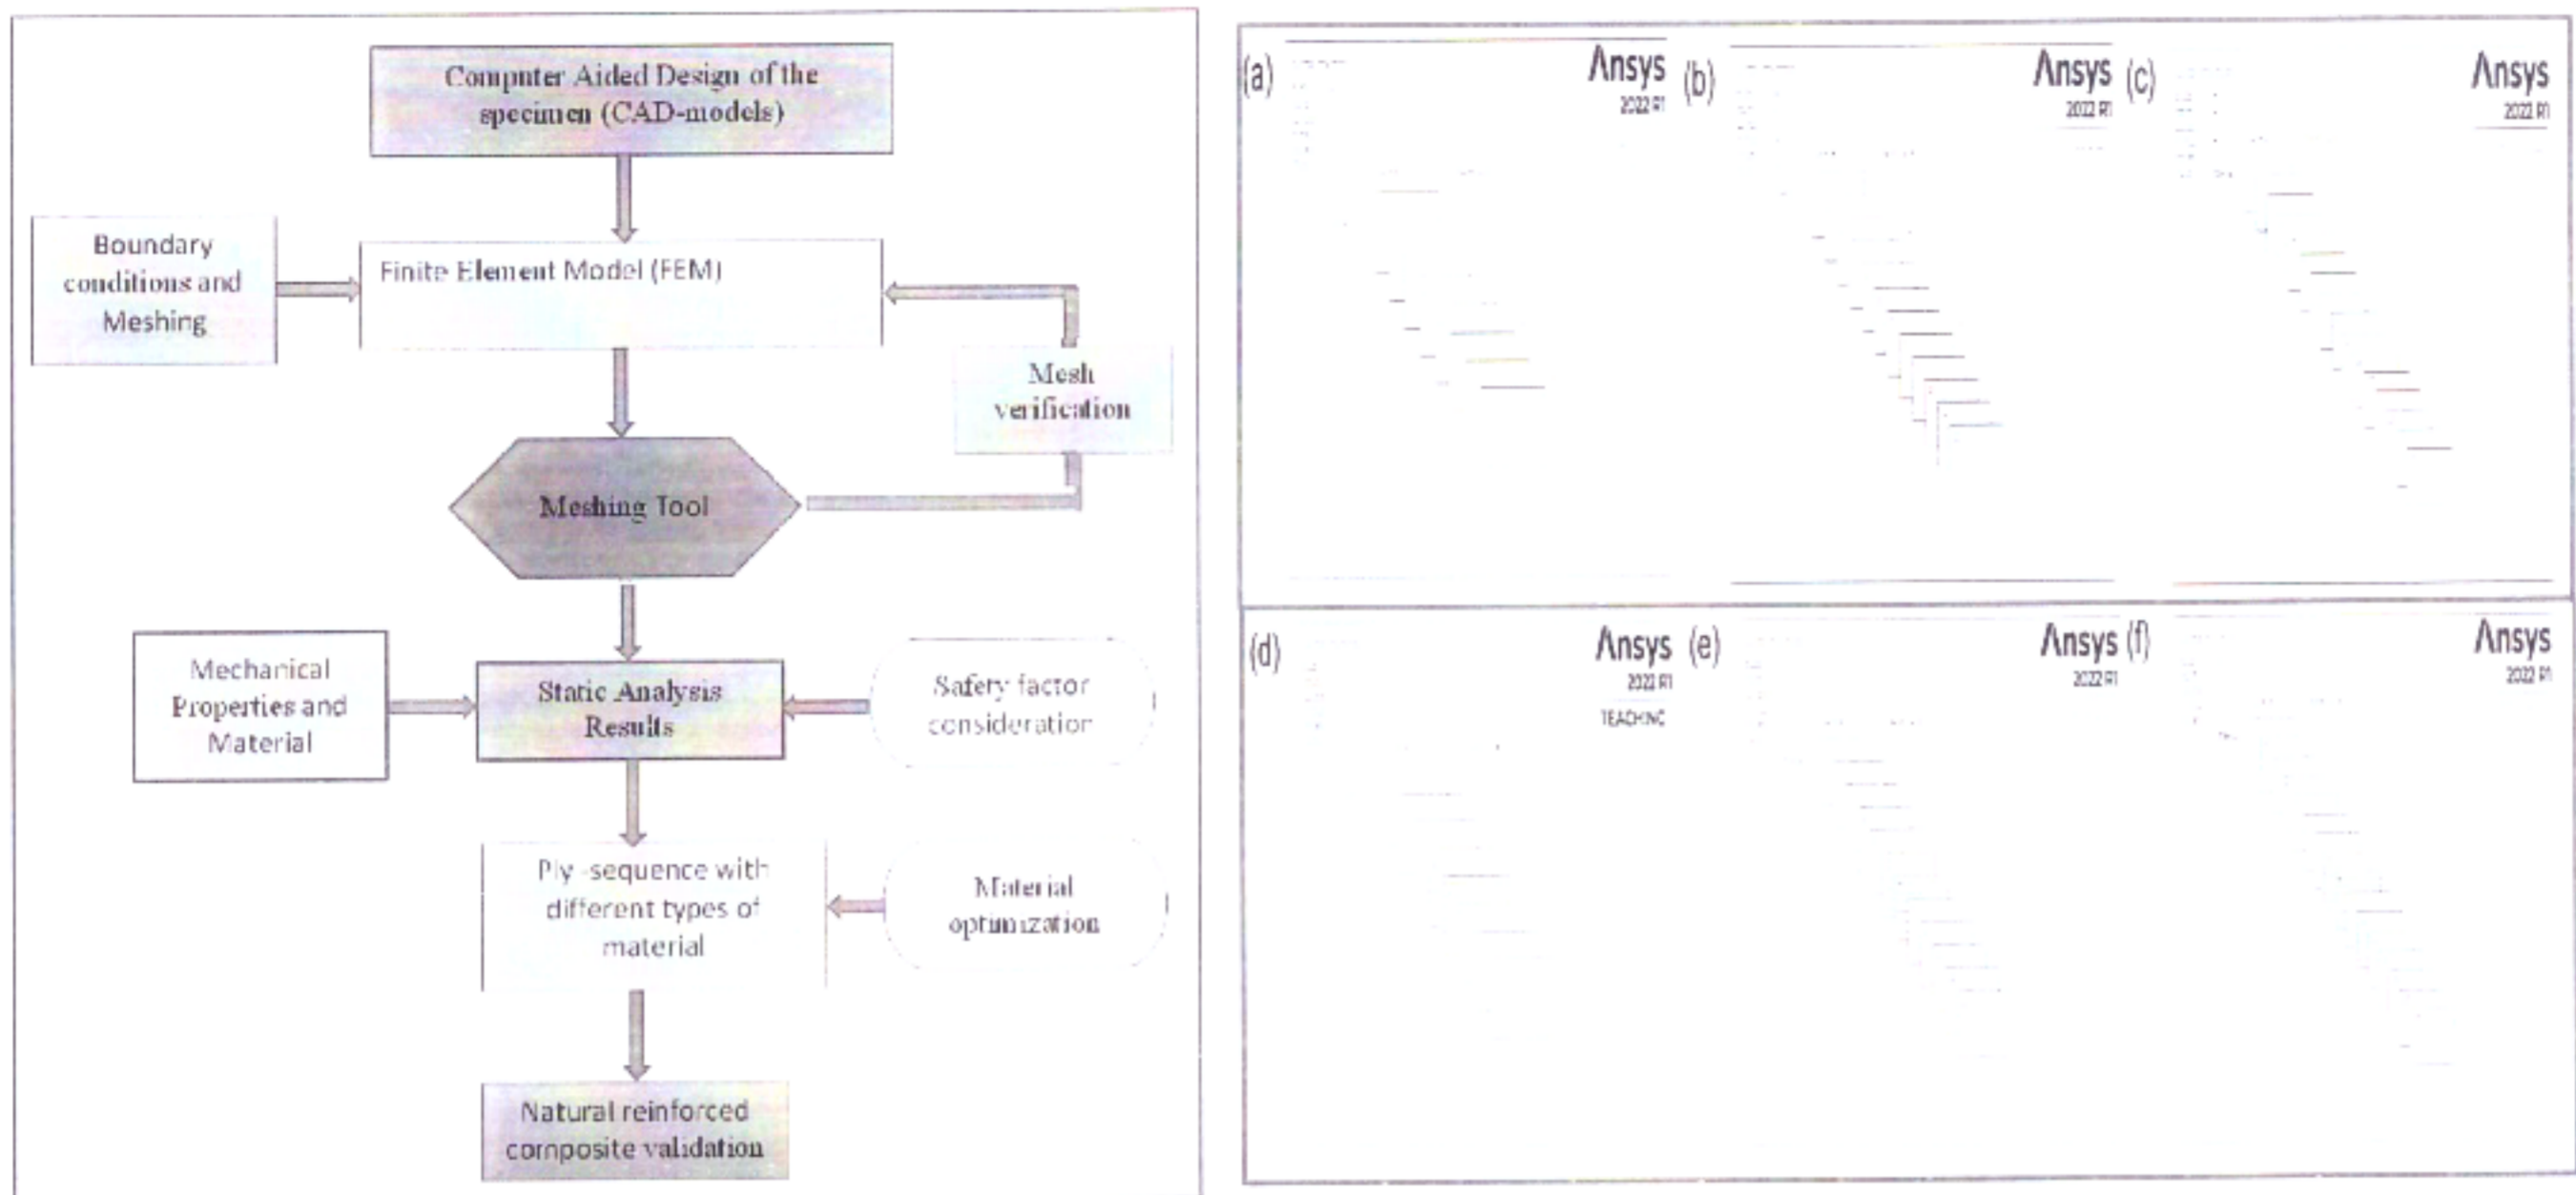 Computer Aided Design of the
specimen (CAD-models)
Boundary
conditions and
Meshing
Finite Element Model (FEM)
Mesh
verification
Meshing Tool
Mechanical
Properties and
Material
Static Analysis
Results
Safety factor
consideration
Ply -sequence with
different types of
material
Material
optimization
Natural reinforced
composite validation
(a)
Ansys
2022 R1
(b)
Ansys
2022 R1
(c)
Ansys
2022 R1
(d)
Ansys
2022 R1
TEACHING
(e)
Ansys
2022 R1
(f)
Ansys
2022 R1